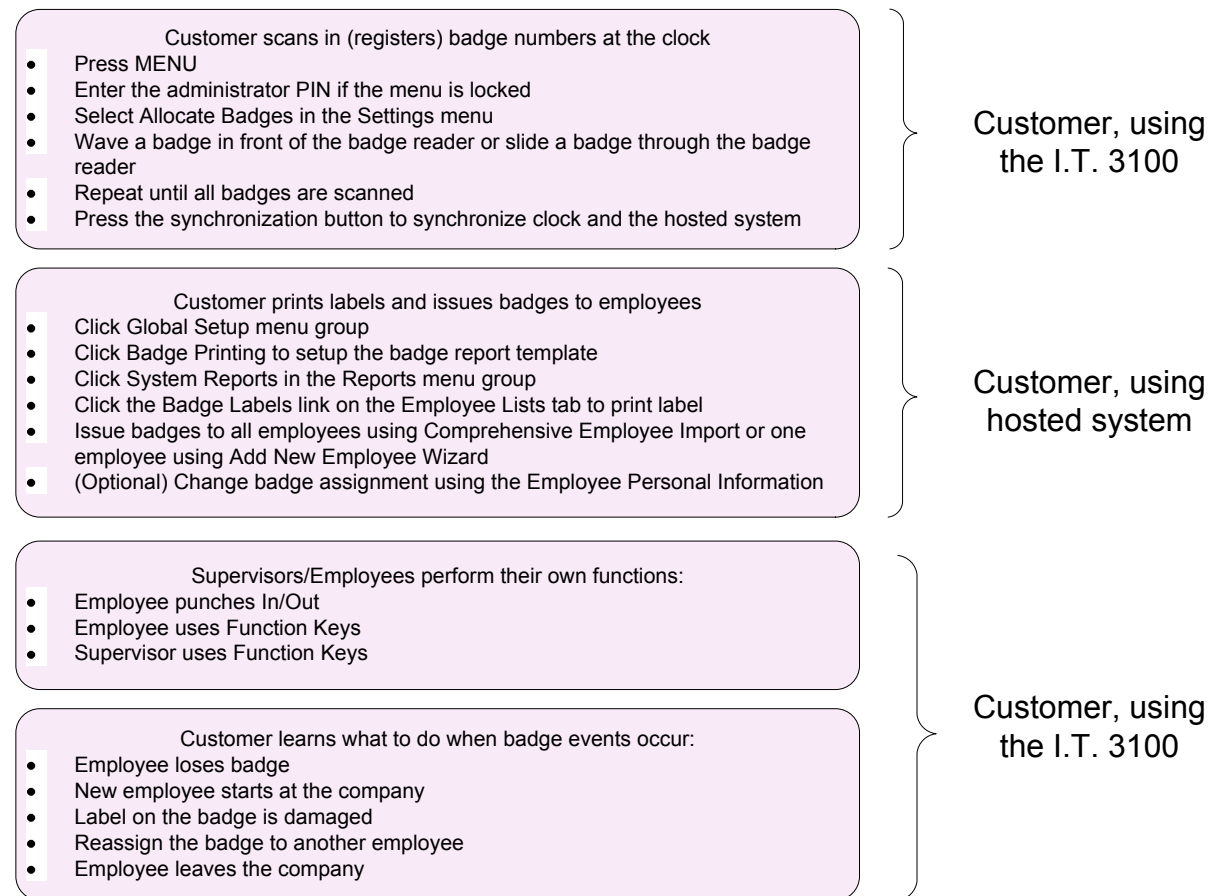 Customer scans in (registers) badge numbers at the clock
• Press MENU
• Enter the administrator PIN if the menu is locked
• Select Allocate Badges in the Settings menu
• Wave a badge in front of the badge reader or slide a badge through the badge
reader
• Repeat until all badges are scanned
• Press the synchronization button to synchronize clock and the hosted system
Customer, using
the I.T. 3100
Customer prints labels and issues badges to employees
• Click Global Setup menu group
• Click Badge Printing to setup the badge report template
• Click System Reports in the Reports menu group
• Click the Badge Labels link on the Employee Lists tab to print label
• Issue badges to all employees using Comprehensive Employee Import or one
employee using Add New Employee Wizard
• (Optional) Change badge assignment using the Employee Personal Information
Customer, using
hosted system
Supervisors/Employees perform their own functions:
• Employee punches In/Out
• Employee uses Function Keys
• Supervisor uses Function Keys
Customer learns what to do when badge events occur:
• Employee loses badge
• New employee starts at the company
• Label on the badge is damaged
• Reassign the badge to another employee
• Employee leaves the company
Customer, using
the I.T. 3100